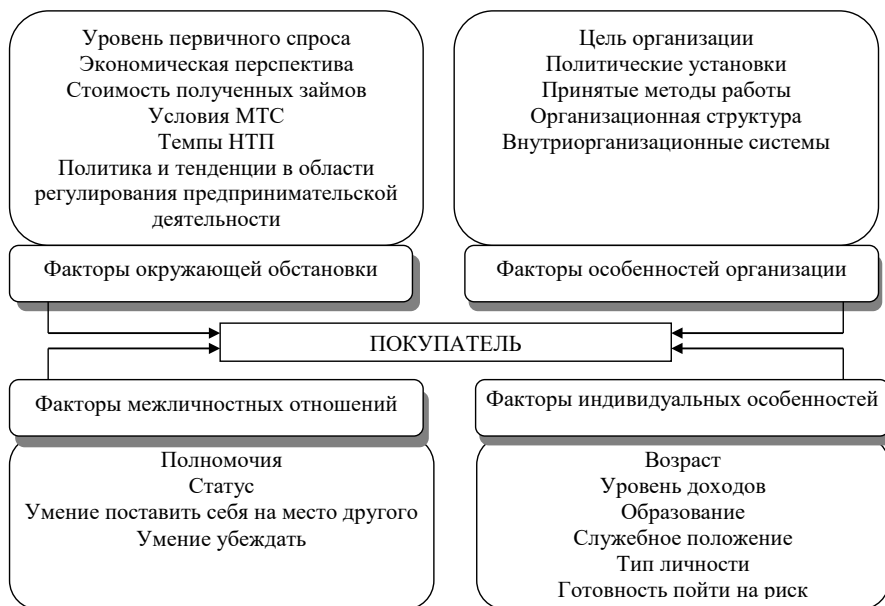 Уровень первичного спроса
Экономическая перспектива
Стоимость полученных займов
Условия МТС
Темпы НТП
Политика и тенденции в области
регулирования предпринимательской
деятельности
Факторы окружающей обстановки
Цель организации
Политические установки
Принятые методы работы
Организационная структура
Внутриорганизационные системы
Факторы особенностей организации
ПОКУПАТЕЛЬ
Факторы межличностных отношений
Полномочия
Статус
Умение поставить себя на место другого
Умение убеждать
Факторы индивидуальных особенностей
Возраст
Уровень доходов
Образование
Служебное положение
Тип личности
Готовность пойти на риск